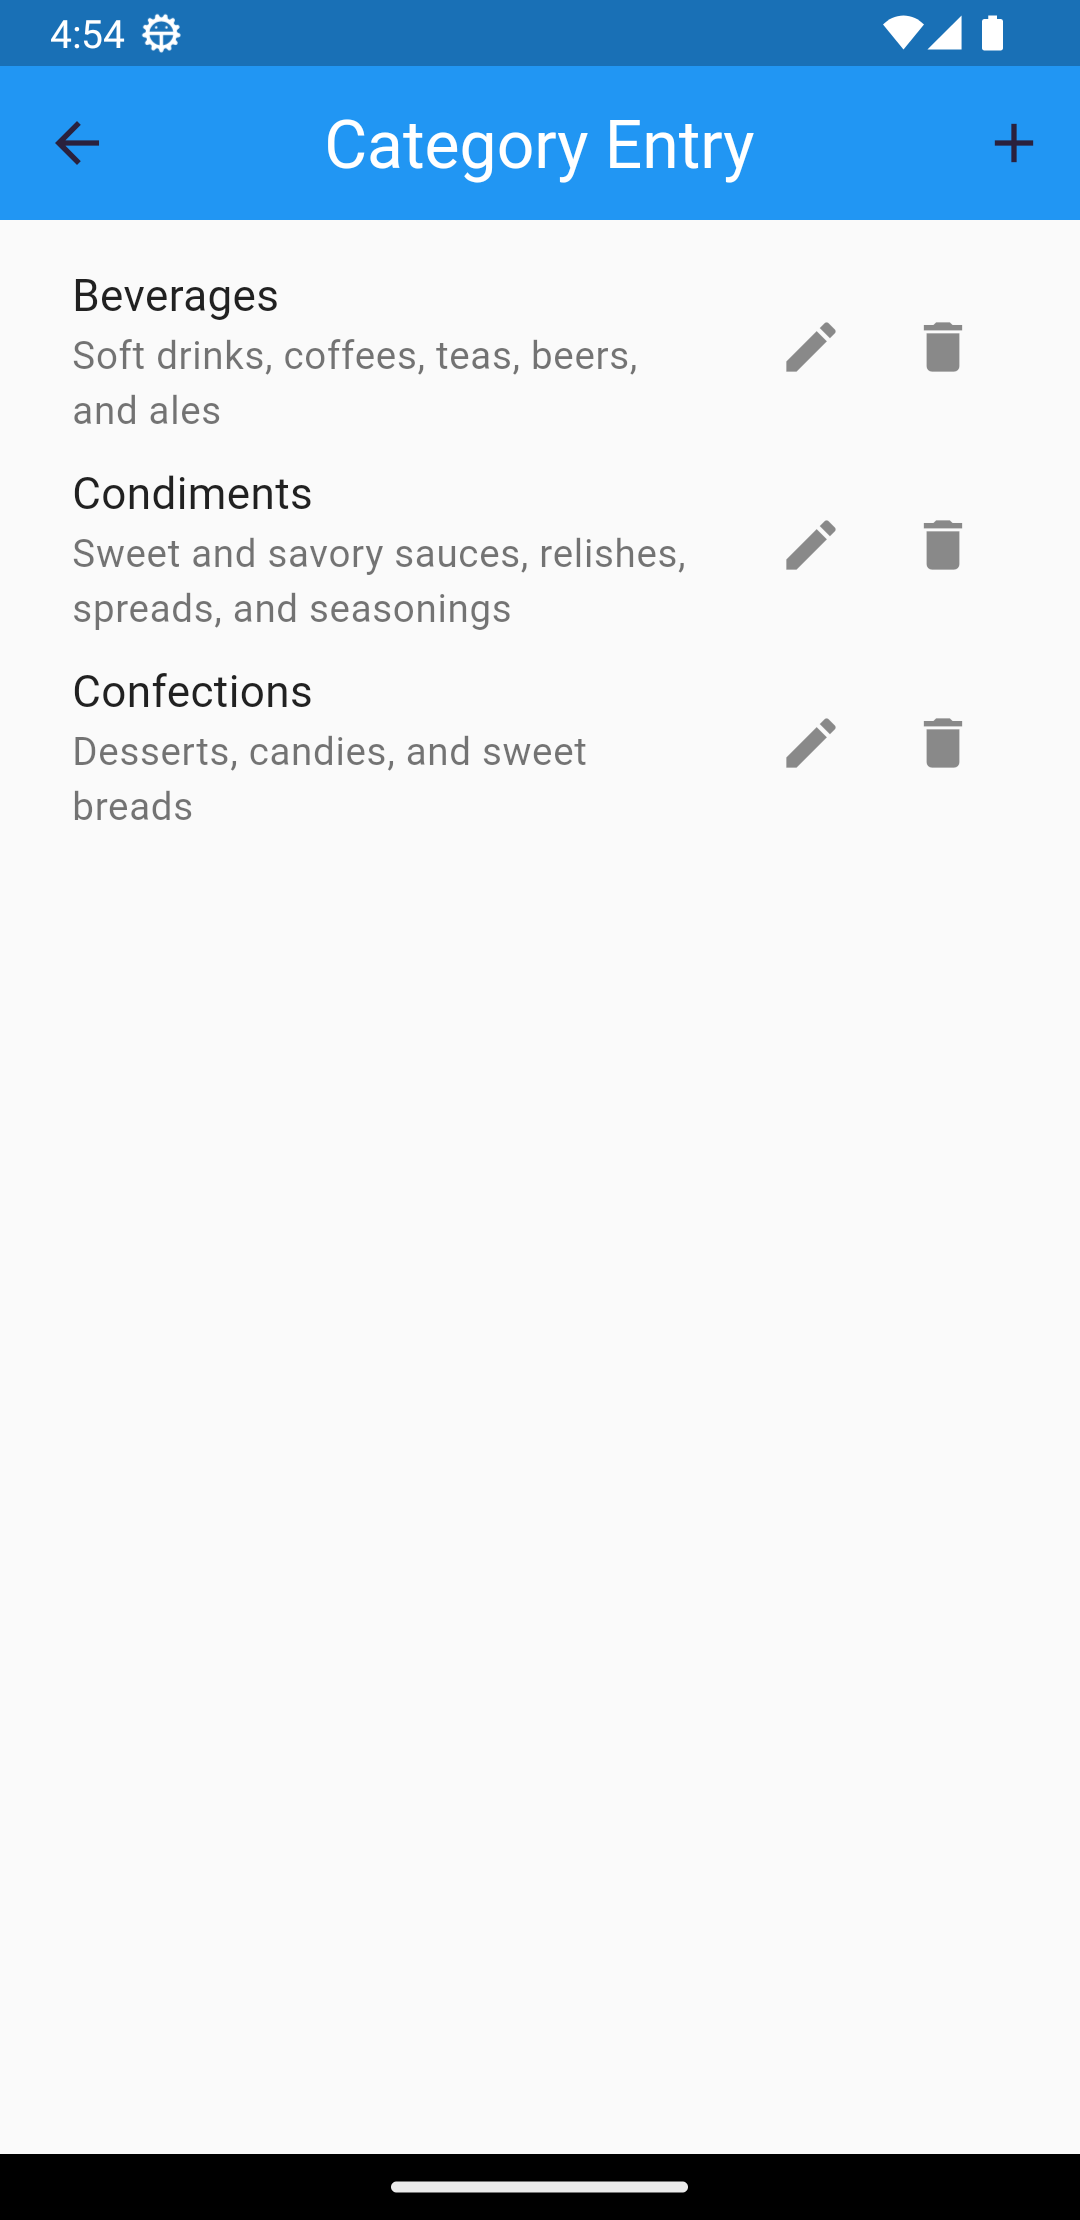 4:54
Category Entry
Beverages
Soft drinks, coffees, teas, beers,
and ales
Condiments
Sweet and savory sauces, relishes,
spreads, and seasonings
Confections
Desserts, candies, and sweet
breads